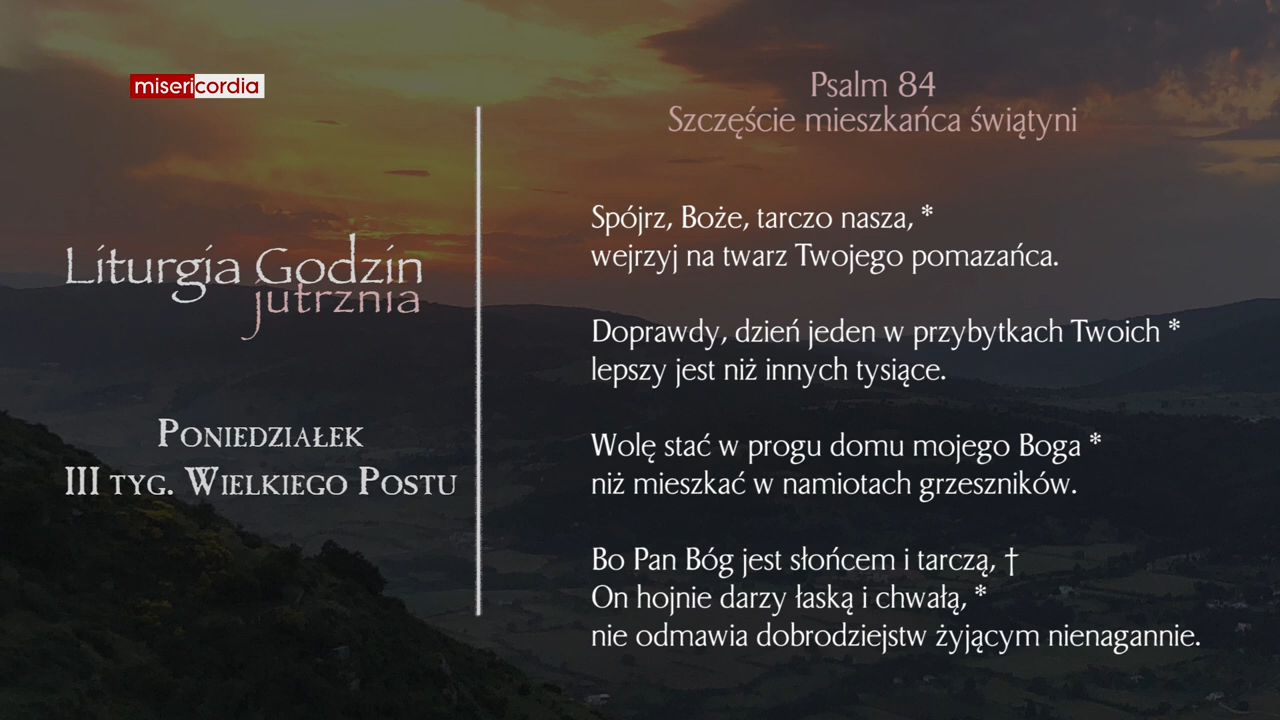 misericordia
Liturgia Godzin
jutrznia
Poniedziałek
III tyg. Wielkiego Postu
Psalm 84
Szczęście mieszkańca świątyni
Spójrz, Boże, tarczo nasza, *
wejrzyj na twarz Twojego pomazańca.
Doprawdy, dzień jeden w przybytkach Twoich *
lepszy jest niż innych tysiące.
Wolę stać w progu domu mojego Boga *
niż mieszkać w namiotach grzeszników.
Bo Pan Bóg jest słońcem i tarczą, †
On hojnie darzy łaską i chwałą, *
nie odmawia dobrodziejstw żyjącym nienagannie.